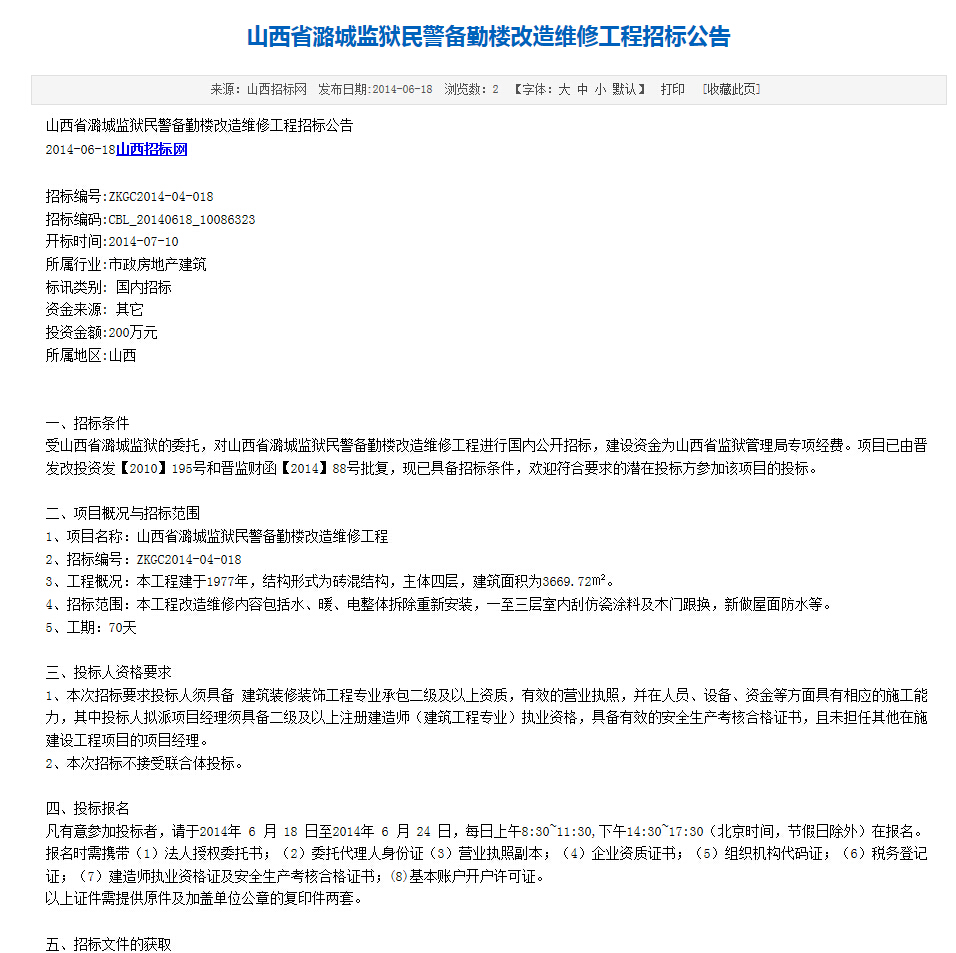 山西省潞城监狱民警备勤楼改造维修工程招标公告
来源：山西招标网 发布日期:2014-06-18 浏览数：2 【字体：大 中 小 默认】 打印 [收藏此页]
山西省潞城监狱民警备勤楼改造维修工程招标公告
2014-06-18山西招标网
招标编号:ZKGC2014-04-018
招标编码:CBL_20140618_10086323
开标时间:2014-07-10
所属行业:市政房地产建筑
标讯类别: 国内招标
资金来源: 其它
投资金额:200万元
所属地区:山西
一、招标条件
受山西省潞城监狱的委托，对山西省潞城监狱民警备勤楼改造维修工程进行国内公开招标，建设资金为山西省监狱管理局专项经费。项目已由晋
发改投资发【2010】195号和晋监财函【2014】88号批复，现已具备招标条件，欢迎符合要求的潜在投标方参加该项目的投标。
二、项目概况与招标范围
1、项目名称：山西省潞城监狱民警备勤楼改造维修工程
2、招标编号：ZKGC2014-04-018
3、工程概况：本工程建于1977年，结构形式为砖混结构，主体四层，建筑面积为3669.72㎡。
4、招标范围：本工程改造维修内容包括水、暖、电整体拆除重新安装，一至三层室内刮仿瓷涂料及木门跟换，新做屋面防水等。
5、工期：70天
三、投标人资格要求
1、本次招标要求投标人须具备 建筑装修装饰工程专业承包二级及以上资质，有效的营业执照，并在人员、设备、资金等方面具有相应的施工能
力，其中投标人拟派项目经理须具备二级及以上注册建造师（建筑工程专业）执业资格，具备有效的安全生产考核合格证书，且未担任其他在施
建设工程项目的项目经理。
2、本次招标不接受联合体投标。
四、投标报名
凡有意参加投标者，请于2014年 6 月 18 日至2014年 6 月 24 日，每日上午8:30~11:30,下午14:30~17:30（北京时间，节假日除外）在报名。
报名时需携带（1）法人授权委托书；（2）委托代理人身份证（3）营业执照副本；（4）企业资质证书；（5）组织机构代码证；（6）税务登记
证；（7）建造师执业资格证及安全生产考核合格证书；(8)基本账户开户许可证。
以上证件需提供原件及加盖单位公章的复印件两套。
五、招标文件的获取